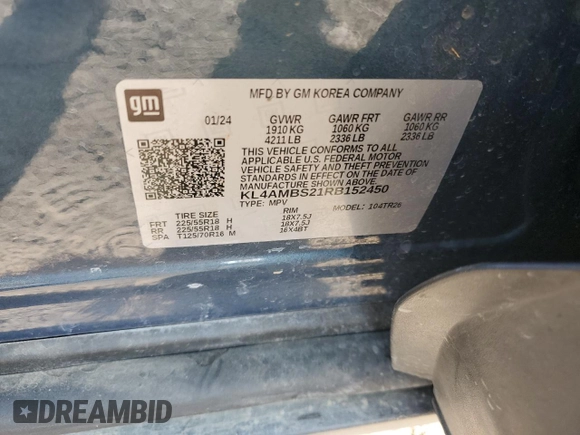 gm
MFD BY GM KOREA COMPANY
01/24 GVWR GAWR FRT GAWR RR
1910 KG 1060 KG 1060 KG
4211 LB 2336 LB 2336 LB
THIS VEHICLE CONFORMS TO ALL
APPLICABLE U.S. FEDERAL MOTOR
VEHICLE SAFETY AND THEFT PREVENTION
STANDARDS IN EFFECT ON THE DATE OF
MANUFACTURE SHOWN ABOVE.
KL4AMBS21RB152450
TYPE: MPV MODEL: 104TR26
TIRE SIZE RIM
FRT 225/55R18 H 18X7.5J
RR 225/55R18 H 18X7.5J
SPA T125/70R16 M 16X4BT
DREAMBID